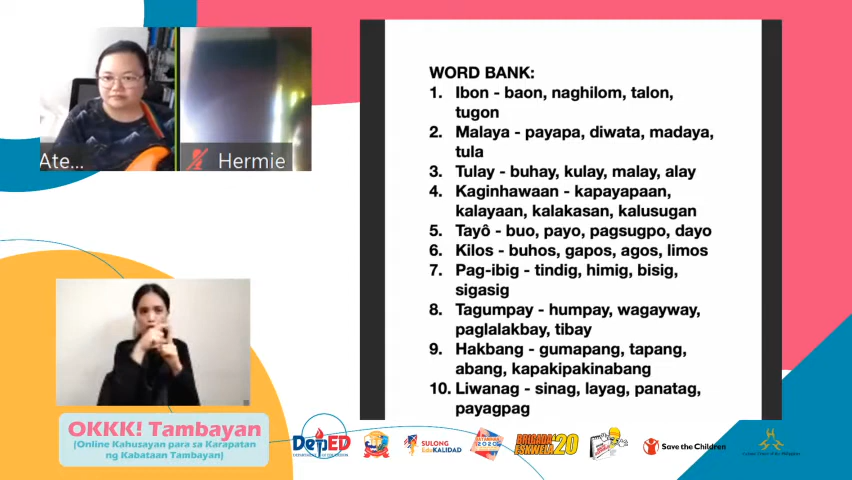 Ate...
Hermie
WORD BANK:
1. Ibon - baon, naghilom, talon,
tugon
2. Malaya - payapa, diwata, madaya,
tula
3. Tulay - buhay, kulay, malay, alay
4. Kaginhawaan - kapayapaan,
kalayaan, kalakasan, kalusugan
5. Tayô - buo, payo, pagsugpo, dayo
6. Kilos - buhos, gapos, agos, limos
7. Pag-ibig - tindig, himig, bisig,
sigasig
8. Tagumpay - humpay, wagayway,
paglalakbay, tibay
9. Hakbang - gumapang, tapang,
abang, kapakipakinabang
10. Liwanag - sinag, layag, panatag,
payagpag
OKKK! Tambayan
(Online Kahusayan para sa Karapatan
ng Kabataan Tambayan)
DepED
SULONG
EduKALIDAD
BRIGADA
ESKWELA '20
Save the Children